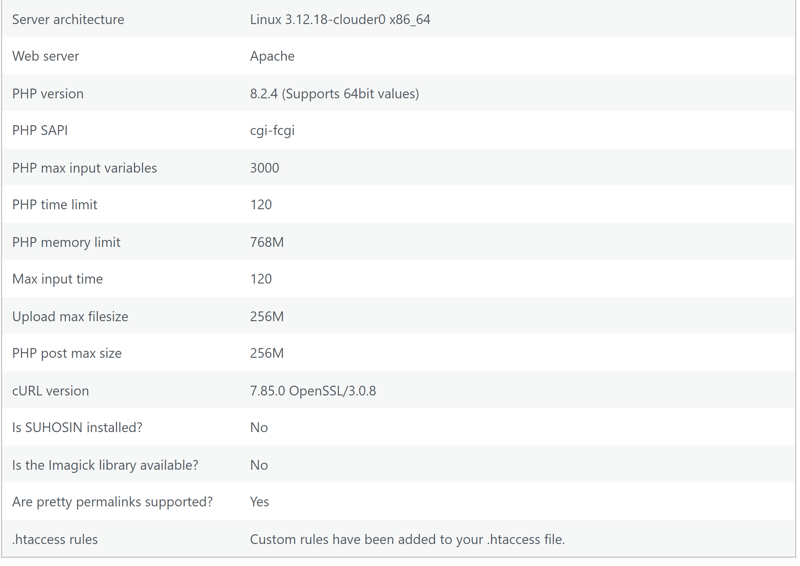 Server architecture Linux 3.12.18-clouder0 x86_64
Web server Apache
PHP version 8.2.4 (Supports 64bit values)
PHP SAPI cgi-fcgi
PHP max input variables 3000
PHP time limit 120
PHP memory limit 768M
Max input time 120
Upload max filesize 256M
PHP post max size 256M
cURL version 7.85.0 OpenSSL/3.0.8
Is SUHOSIN installed? No
Is the Imagick library available? No
Are pretty permalinks supported? Yes
.htaccess rules Custom rules have been added to your .htaccess file.